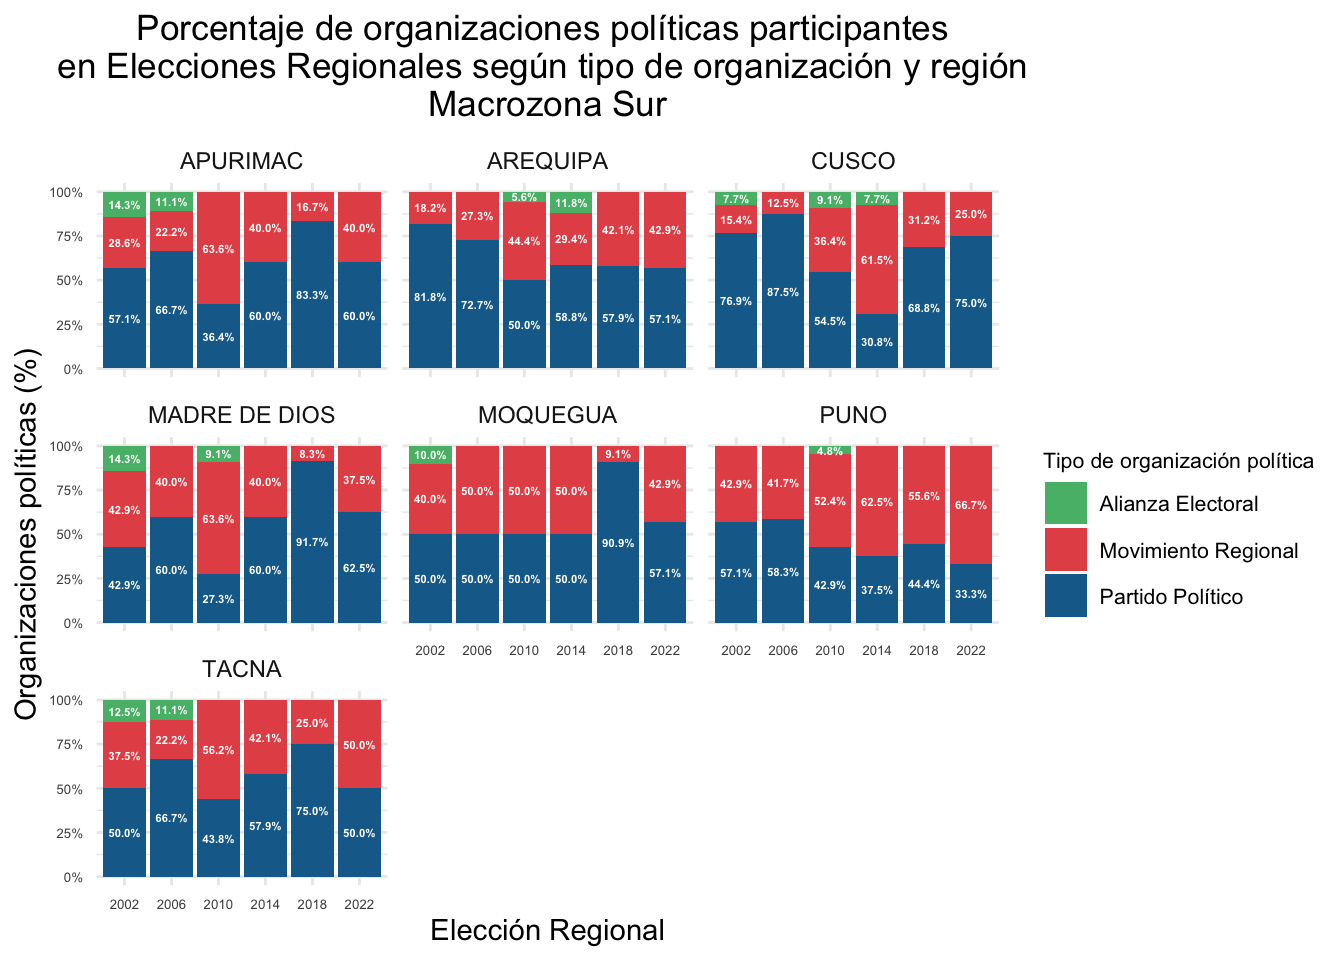 Porcentaje de organizaciones políticas participantes
en Elecciones Regionales según tipo de organización y región
Macrozona Sur
APURIMAC
AREQUIPA
CUSCO
100%
75%
50%
25%
0%
14.3% 11.1%
28.6% 22.2% 63.6% 40.0% 16.7% 40.0%
57.1% 66.7% 36.4% 60.0% 83.3% 60.0%
5.6% 11.8%
18.2% 27.3% 44.4% 29.4% 42.1% 42.9%
81.8% 72.7% 50.0% 58.8% 57.9% 57.1%
7.7% 9.1% 7.7%
15.4% 12.5% 36.4% 61.5% 31.2% 25.0%
76.9% 87.5% 54.5% 30.8% 68.8% 75.0%
MADRE DE DIOS
MOQUEGUA
PUNO
100%
75%
50%
25%
0%
14.3% 9.1%
42.9% 40.0% 63.6% 40.0% 8.3% 37.5%
42.9% 60.0% 27.3% 60.0% 91.7% 62.5%
10.0%
40.0% 50.0% 50.0% 50.0% 9.1% 42.9%
50.0% 50.0% 50.0% 50.0% 90.9% 57.1%
2002 2006 2010 2014 2018 2022
4.8%
42.9% 41.7% 52.4% 62.5% 55.6% 66.7%
57.1% 58.3% 42.9% 37.5% 44.4% 33.3%
2002 2006 2010 2014 2018 2022
TACNA
100%
75%
50%
25%
0%
12.5% 11.1%
37.5% 22.2% 56.2% 42.1% 25.0% 50.0%
50.0% 66.7% 43.8% 57.9% 75.0% 50.0%
2002 2006 2010 2014 2018 2022
Organizaciones políticas (%)
Elección Regional
Tipo de organización política
Alianza Electoral
Movimiento Regional
Partido Político